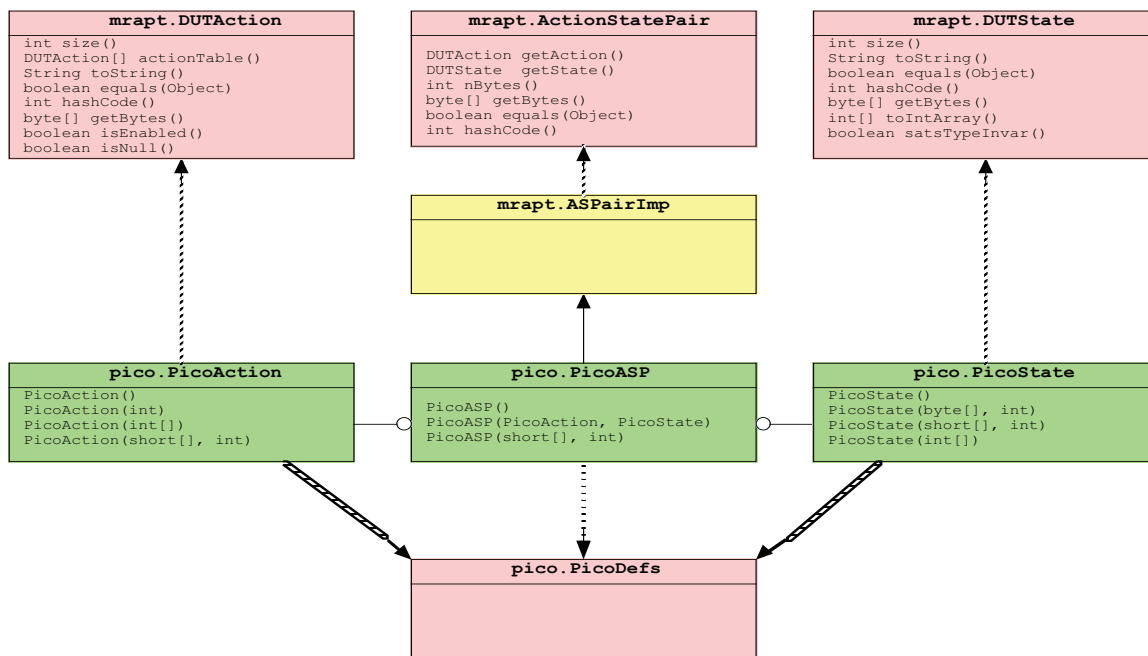 mrapt.DUTAction
int size()
DUTAction[] actionTable()
String toString()
boolean equals(Object)
int hashCode()
byte[] getBytes()
boolean isEnabled()
boolean isNull()
mrapt.ActionStatePair
DUTAction getAction()
DUTState getState()
int nBytes()
byte[] getBytes()
boolean equals(Object)
int hashCode()
mrapt.DUTState
int size()
String toString()
boolean equals(Object)
int hashCode()
byte[] getBytes()
int[] toIntArray()
boolean satsTypeInvar()
mrapt.ASPairImp
pico.PicoAction
PicoAction()
PicoAction(int)
PicoAction(int[])
PicoAction(short[], int)
pico.PicoASP
PicoASP()
PicoASP(PicoAction, PicoState)
PicoASP(short[], int)
pico.PicoState
PicoState()
PicoState(byte[], int)
PicoState(short[], int)
PicoState(int[])
pico.PicoDefs